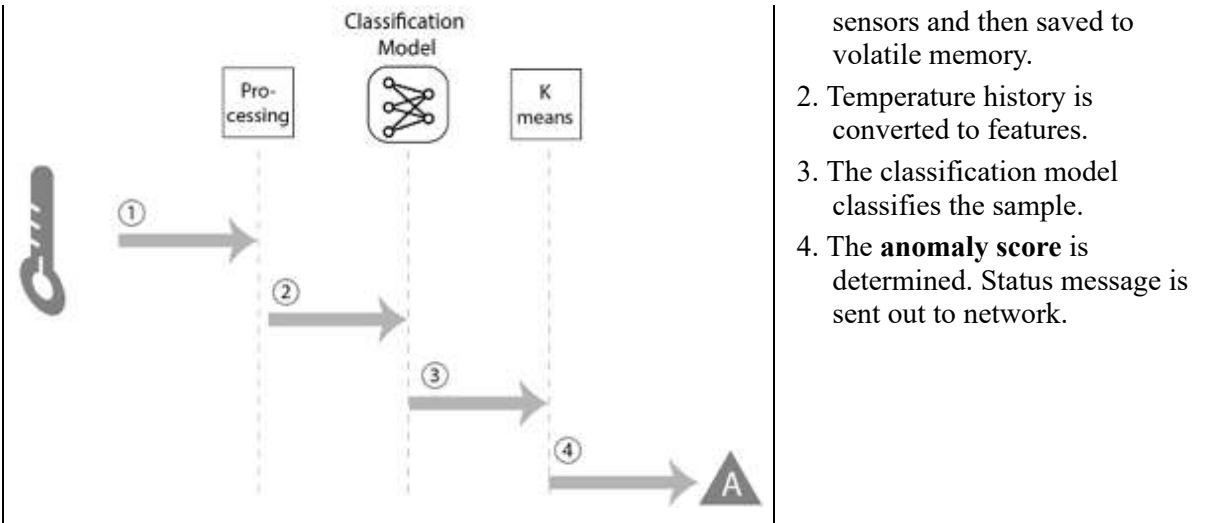 Classification
Model
Pro-
cessing
K
means
①
②
③
④
A
sensors and then saved to
volatile memory.
2. Temperature history is
converted to features.
3. The classification model
classifies the sample.
4. The anomaly score is
determined. Status message is
sent out to network.